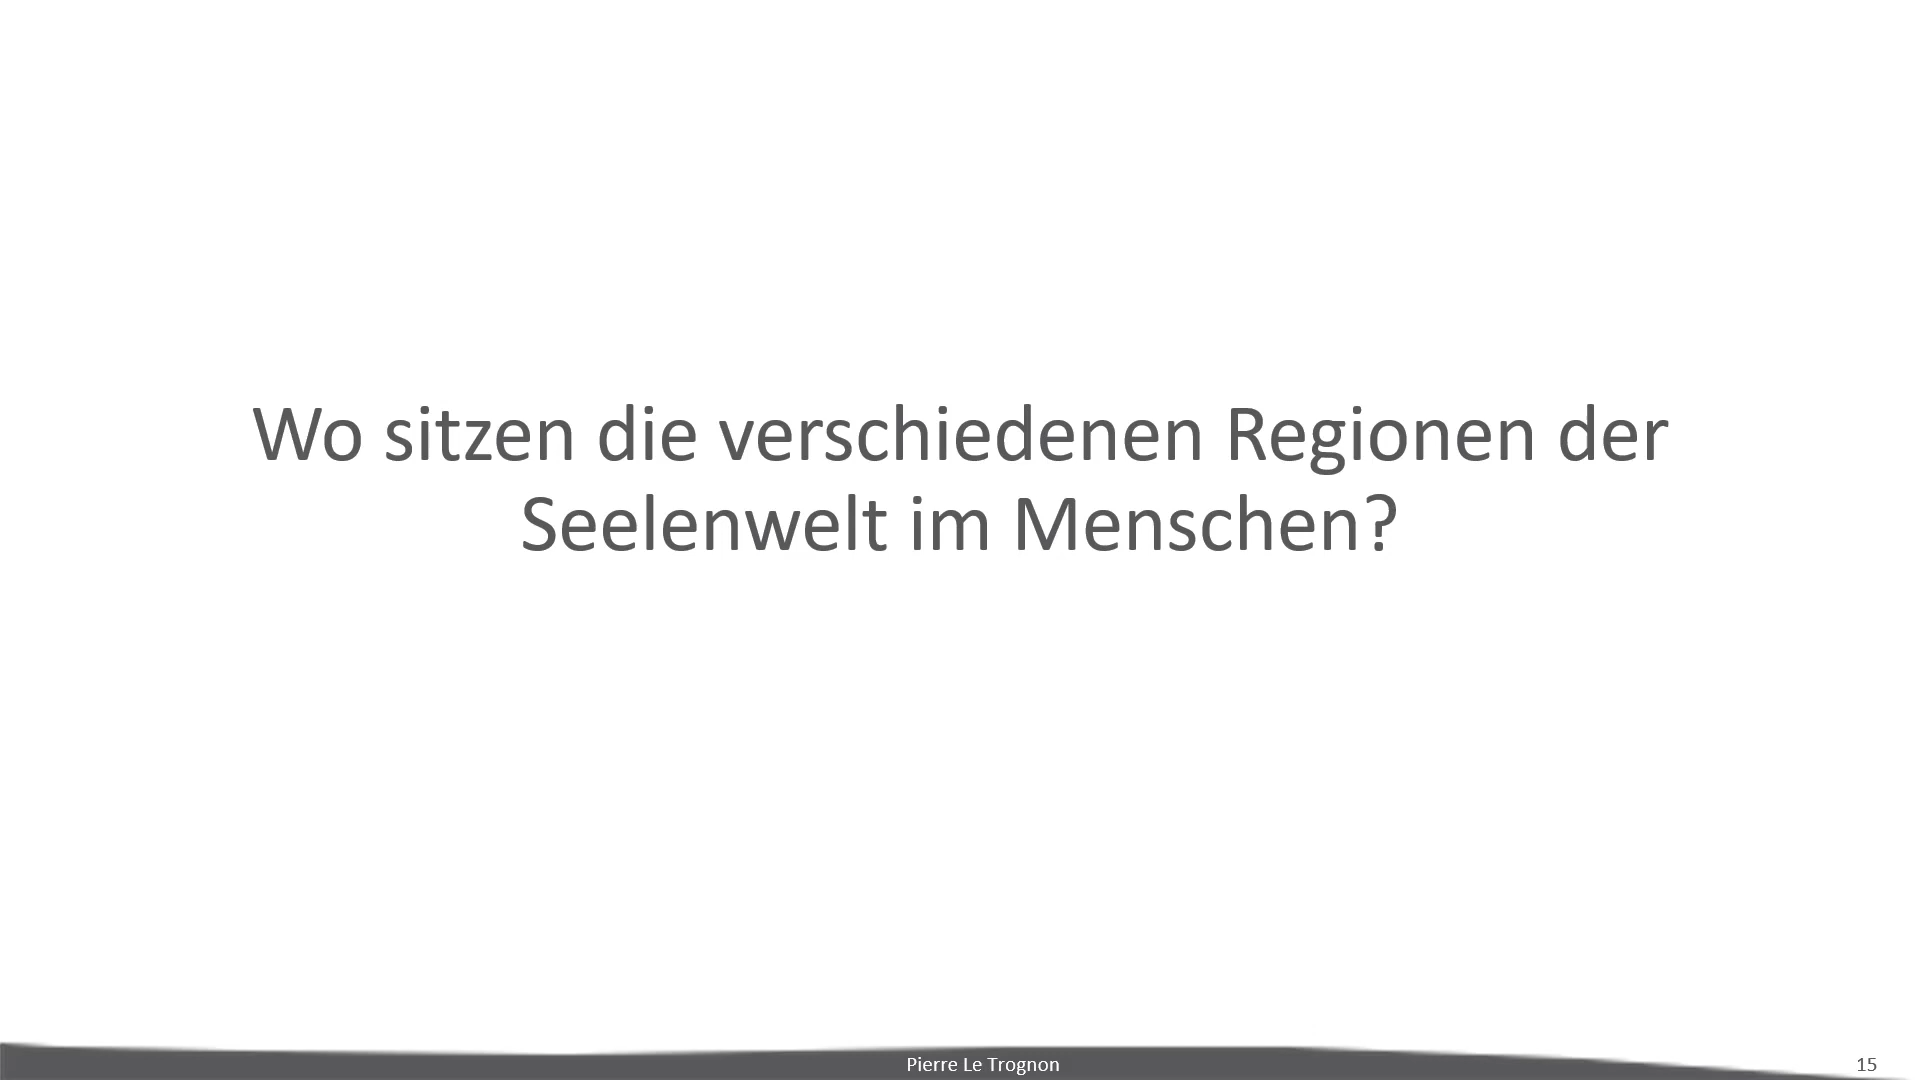 Wo sitzen die verschiedenen Regionen der
Seelenwelt im Menschen?
Pierre Le Trognon
15